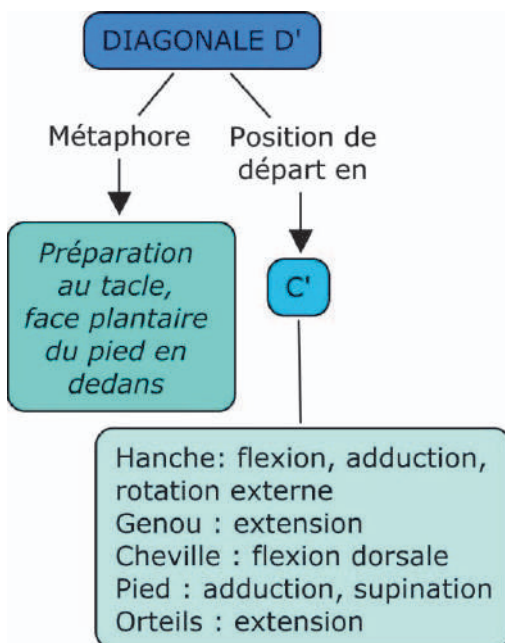 DIAGONALE D'
Métaphore
Position de
départ en
Préparation
au tacle,
face plantaire
du pied en
dedans
C'
Hanche: flexion, adduction,
rotation externe
Genou : extension
Cheville : flexion dorsale
Pied : adduction, supination
Orteils : extension